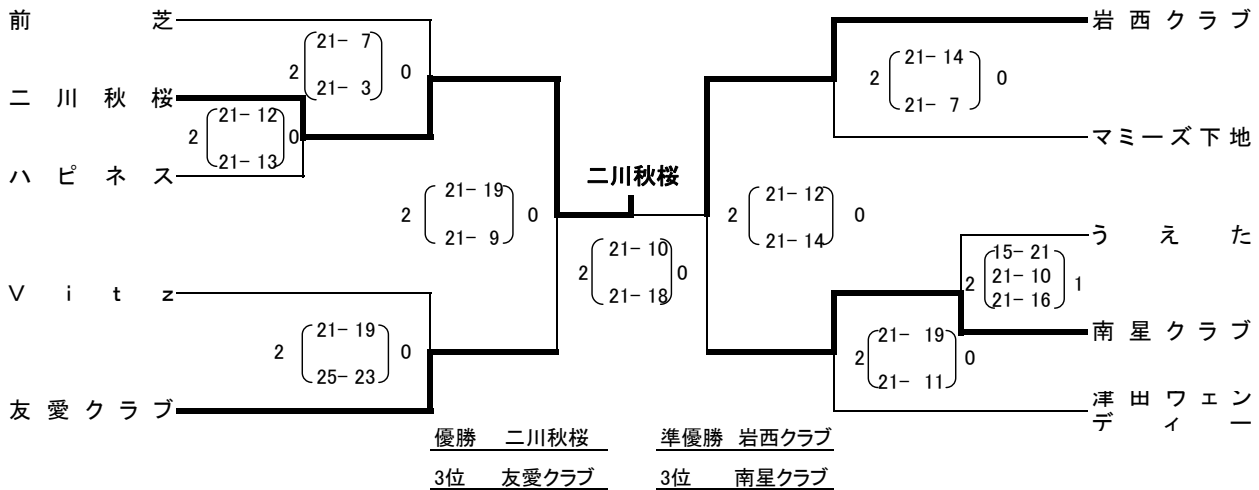 前芝
岩西クラブ
21- 7
2 0
21- 3
21- 14
2 0
21- 7
二川秋桜
21- 12
2 0
21- 13
マミーズ下地
ハピネス
二川秋桜
21- 19
2 0
21- 9
21- 12
2 0
21- 14
うえた
21- 10
2 0
21- 18
15- 21
2 21- 10 1
21- 16
Vitz
21- 19
2 0
25- 23
南星クラブ
21- 19
2 0
21- 11
友愛クラブ
津田ウェン
ディー
優勝 二川秋桜
準優勝 岩西クラブ
3位 友愛クラブ
3位 南星クラブ